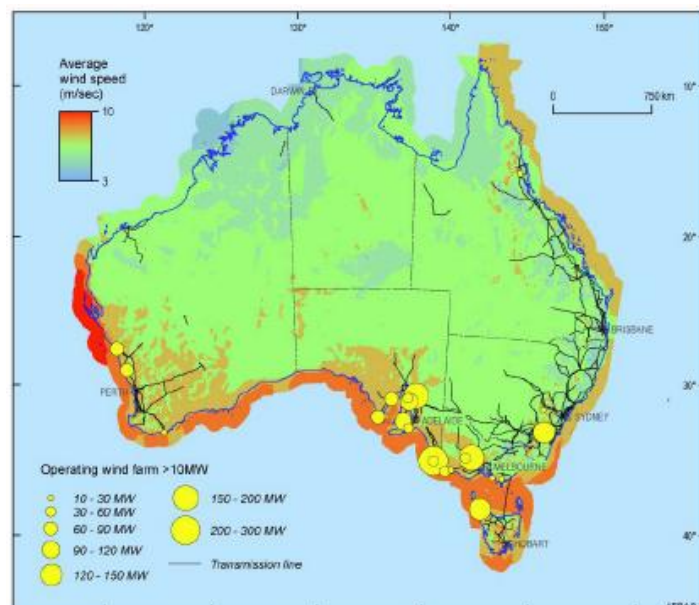 120° 130° 140° 150°
Average
wind speed
(m/sec)
10
3
DARWIN
0 750 km
10°
20°
BRISBANE
30°
PERTH
SYDNEY
ADELAIDE
MELBOURNE
Operating wind farm >10MW
10 - 30 MW
30 - 60 MW
60 - 90 MW
90 - 120 MW
120 - 150 MW
150 - 200 MW
200 - 300 MW
Transmission line
HOBART
40°